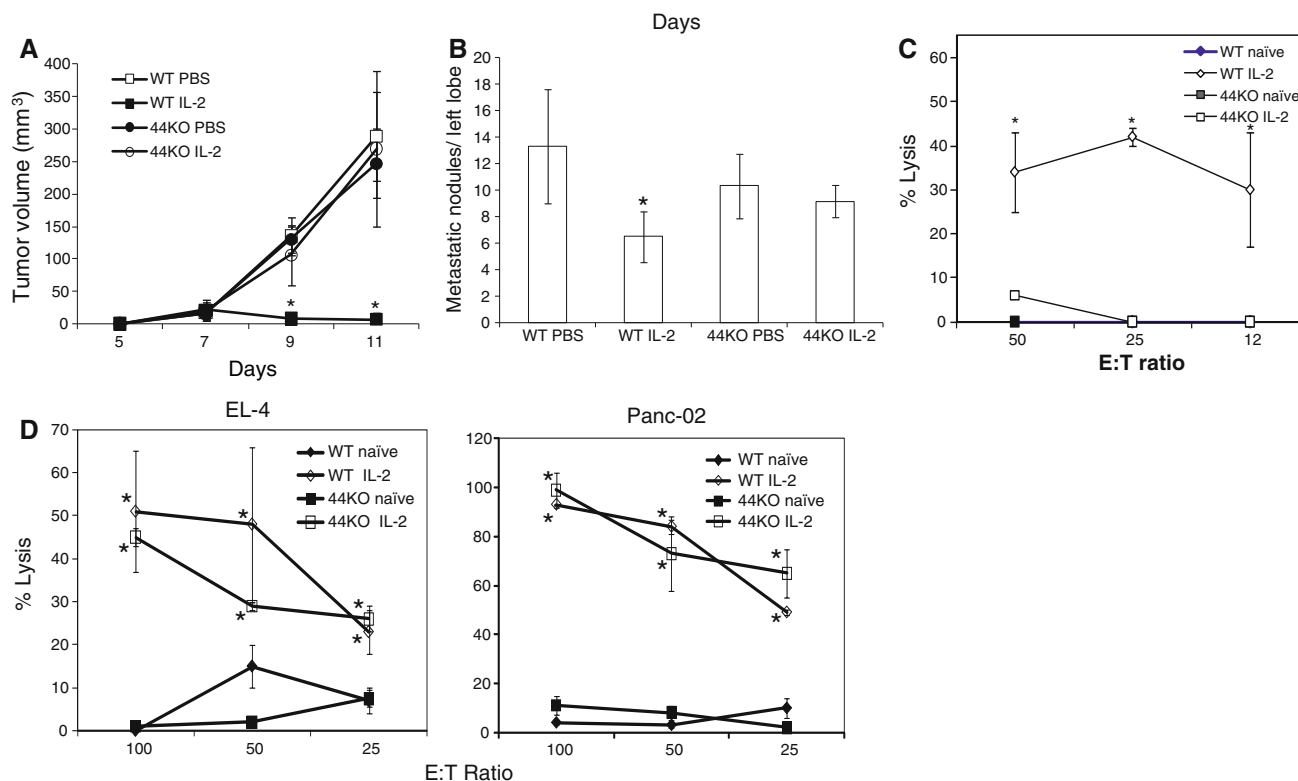 Days
A
Tumor volume (mm³)
400
350
300
250
200
150
100
50
0
WT PBS
WT IL-2
44KO PBS
44KO IL-2
*
*
5
7
9
11
Days
B
Metastatic nodules/ left lobe
20
18
16
14
12
10
8
6
4
2
0
*
WT PBS
WT IL-2
44KO PBS
44KO IL-2
C
% Lysis
60
50
40
30
20
10
0
WT naïve
WT IL-2
44KO naïve
44KO IL-2
*
*
*
50
25
12
E:T ratio
D
EL-4
% Lysis
70
60
50
40
30
20
10
0
WT naïve
WT IL-2
44KO naïve
44KO IL-2
*
*
*
*
*
*
100
50
25
Panc-02
120
100
80
60
40
20
0
WT naïve
WT IL-2
44KO naïve
44KO IL-2
*
*
*
*
*
*
100
50
25
E:T Ratio